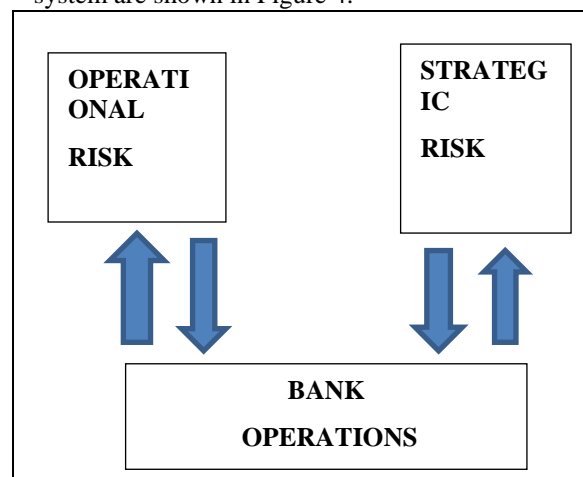 system are shown in Figure 4.
OPERATI
ONAL
RISK
STRATEG
IC
RISK
BANK
OPERATIONS